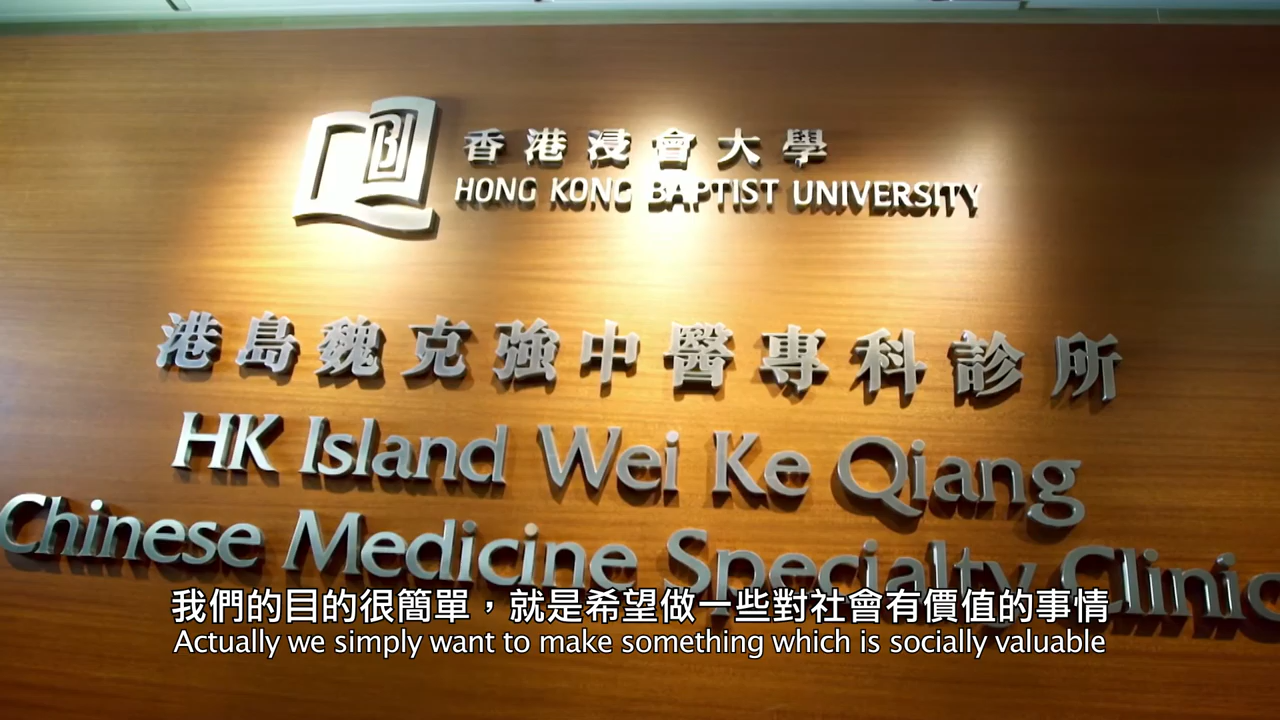 香港浸會大學
HONG KONG BAPTIST UNIVERSITY
港島魏克強中醫專科診所
HK Island Wei Ke Qiang
Chinese Medicine Specialty Clinic
我們的目的很簡單，就是希望做一些對社會有價值的事情
Actually we simply want to make something which is socially valuable